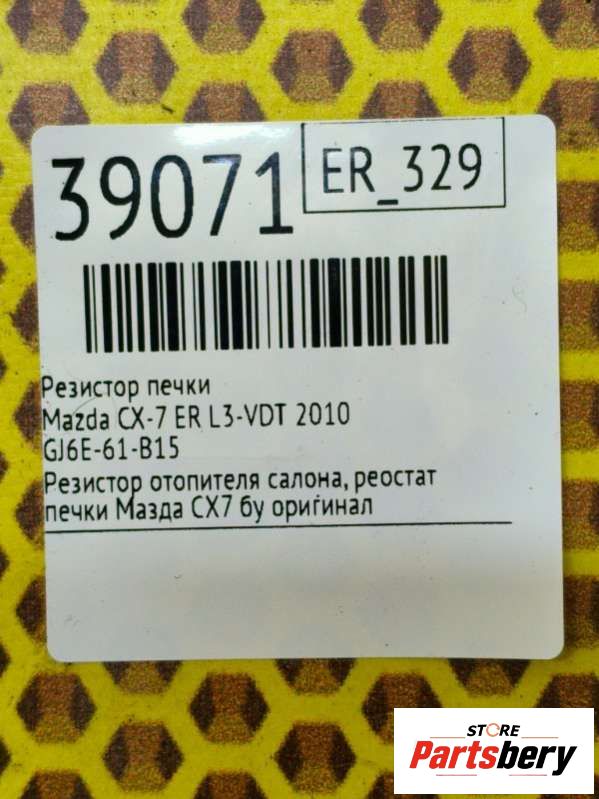 39071
ER_329
Резистор печки
Mazda CX-7 ER L3-VDT 2010
GJ6E-61-B15
Резистор отопителя салона, реостат
печки Мазда СХ7 бу оригинал
STORE
Partsbery